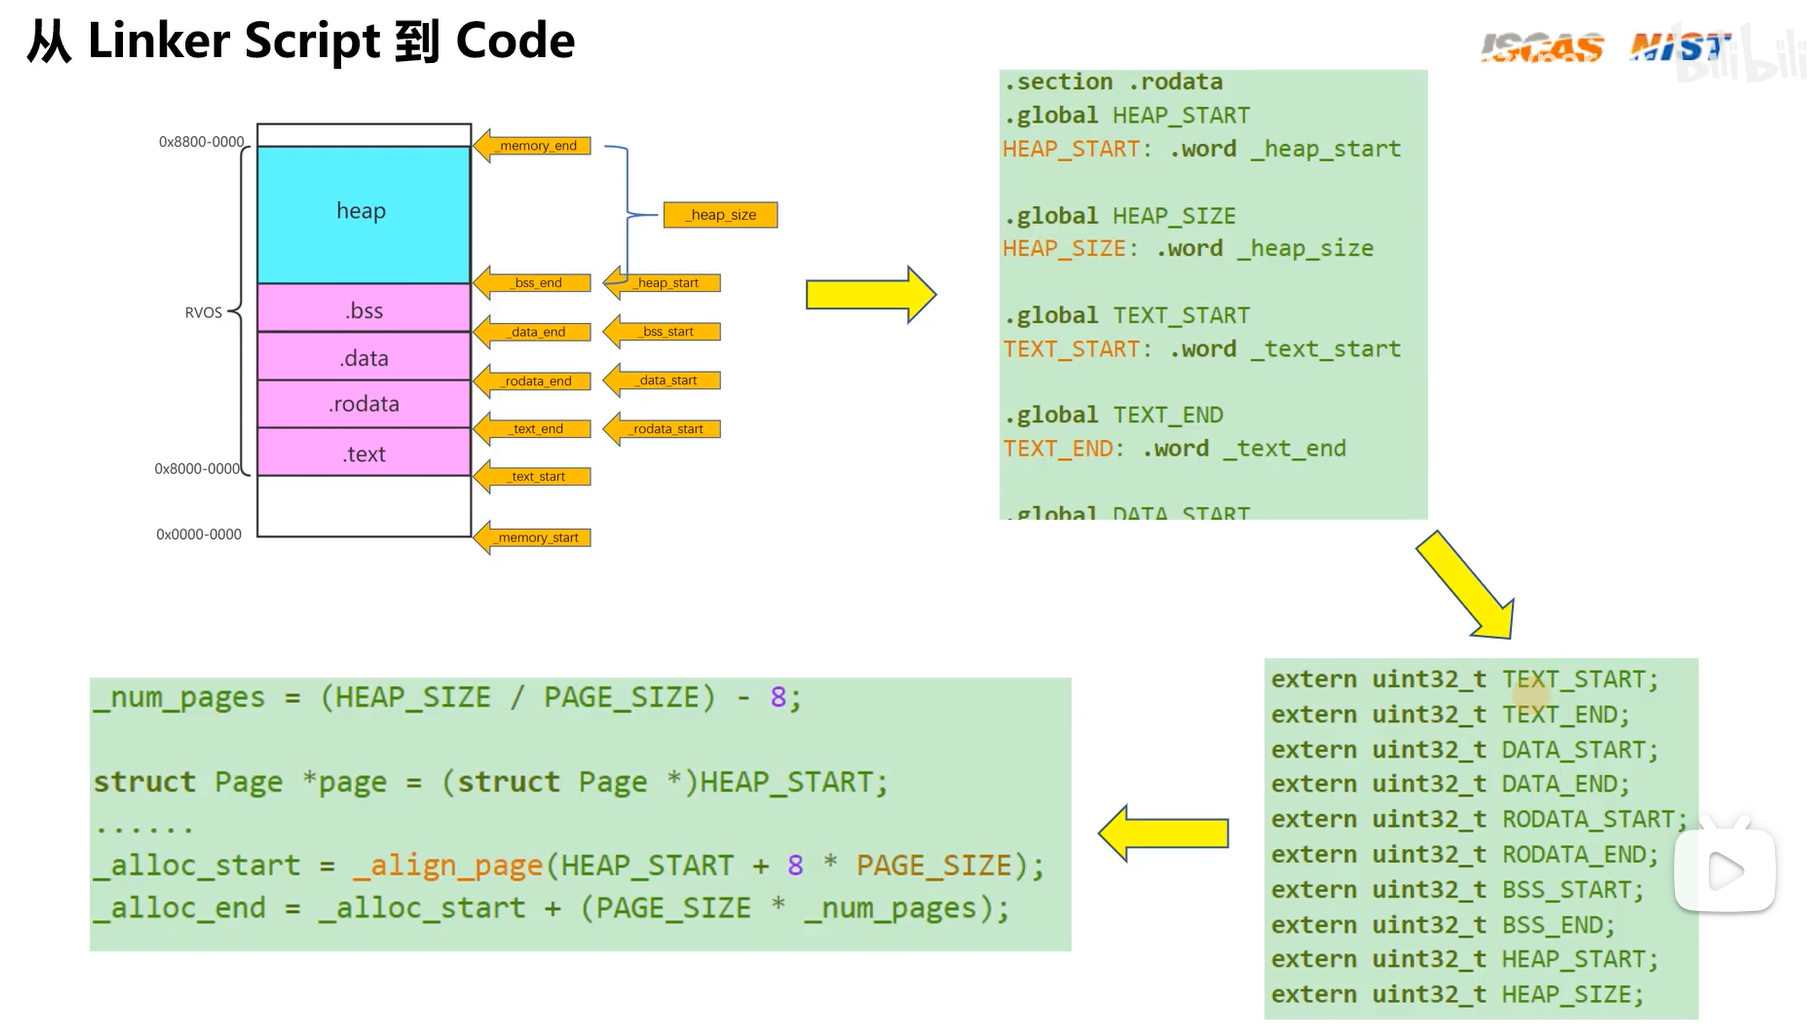 从 Linker Script 到 Code
ISCAS NIST
bilibili
0x8800-0000
_memory_end
heap
_heap_size
_bss_end
_heap_start
RVOS
.bss
_data_end
_bss_start
.data
_rodata_end
_data_start
.rodata
_text_end
_rodata_start
.text
0x8000-0000
_text_start
0x0000-0000
_memory_start
.section .rodata
.global HEAP_START
HEAP_START: .word _heap_start
.global HEAP_SIZE
HEAP_SIZE: .word _heap_size
.global TEXT_START
TEXT_START: .word _text_start
.global TEXT_END
TEXT_END: .word _text_end
.global DATA_START
extern uint32_t TEXT_START;
extern uint32_t TEXT_END;
extern uint32_t DATA_START;
extern uint32_t DATA_END;
extern uint32_t RODATA_START;
extern uint32_t RODATA_END;
extern uint32_t BSS_START;
extern uint32_t BSS_END;
extern uint32_t HEAP_START;
extern uint32_t HEAP_SIZE;
_num_pages = (HEAP_SIZE / PAGE_SIZE) - 8;
struct Page *page = (struct Page *)HEAP_START;
......
_alloc_start = _align_page(HEAP_START + 8 * PAGE_SIZE);
_alloc_end = _alloc_start + (PAGE_SIZE * _num_pages);